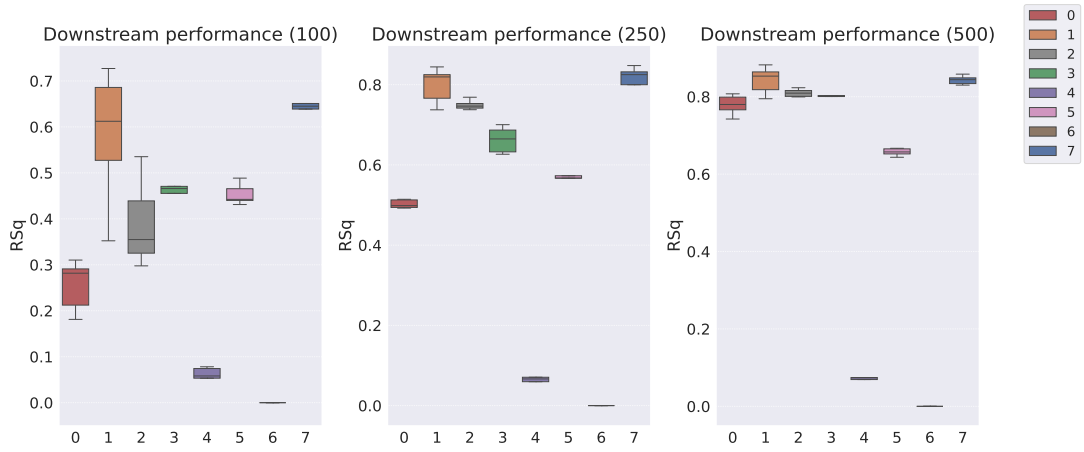 Downstream performance (100)
RSq
0.7
0.6
0.5
0.4
0.3
0.2
0.1
0.0
0 1 2 3 4 5 6 7
Downstream performance (250)
RSq
0.8
0.6
0.4
0.2
0.0
0 1 2 3 4 5 6 7
Downstream performance (500)
RSq
0.8
0.6
0.4
0.2
0.0
0 1 2 3 4 5 6 7
0
1
2
3
4
5
6
7